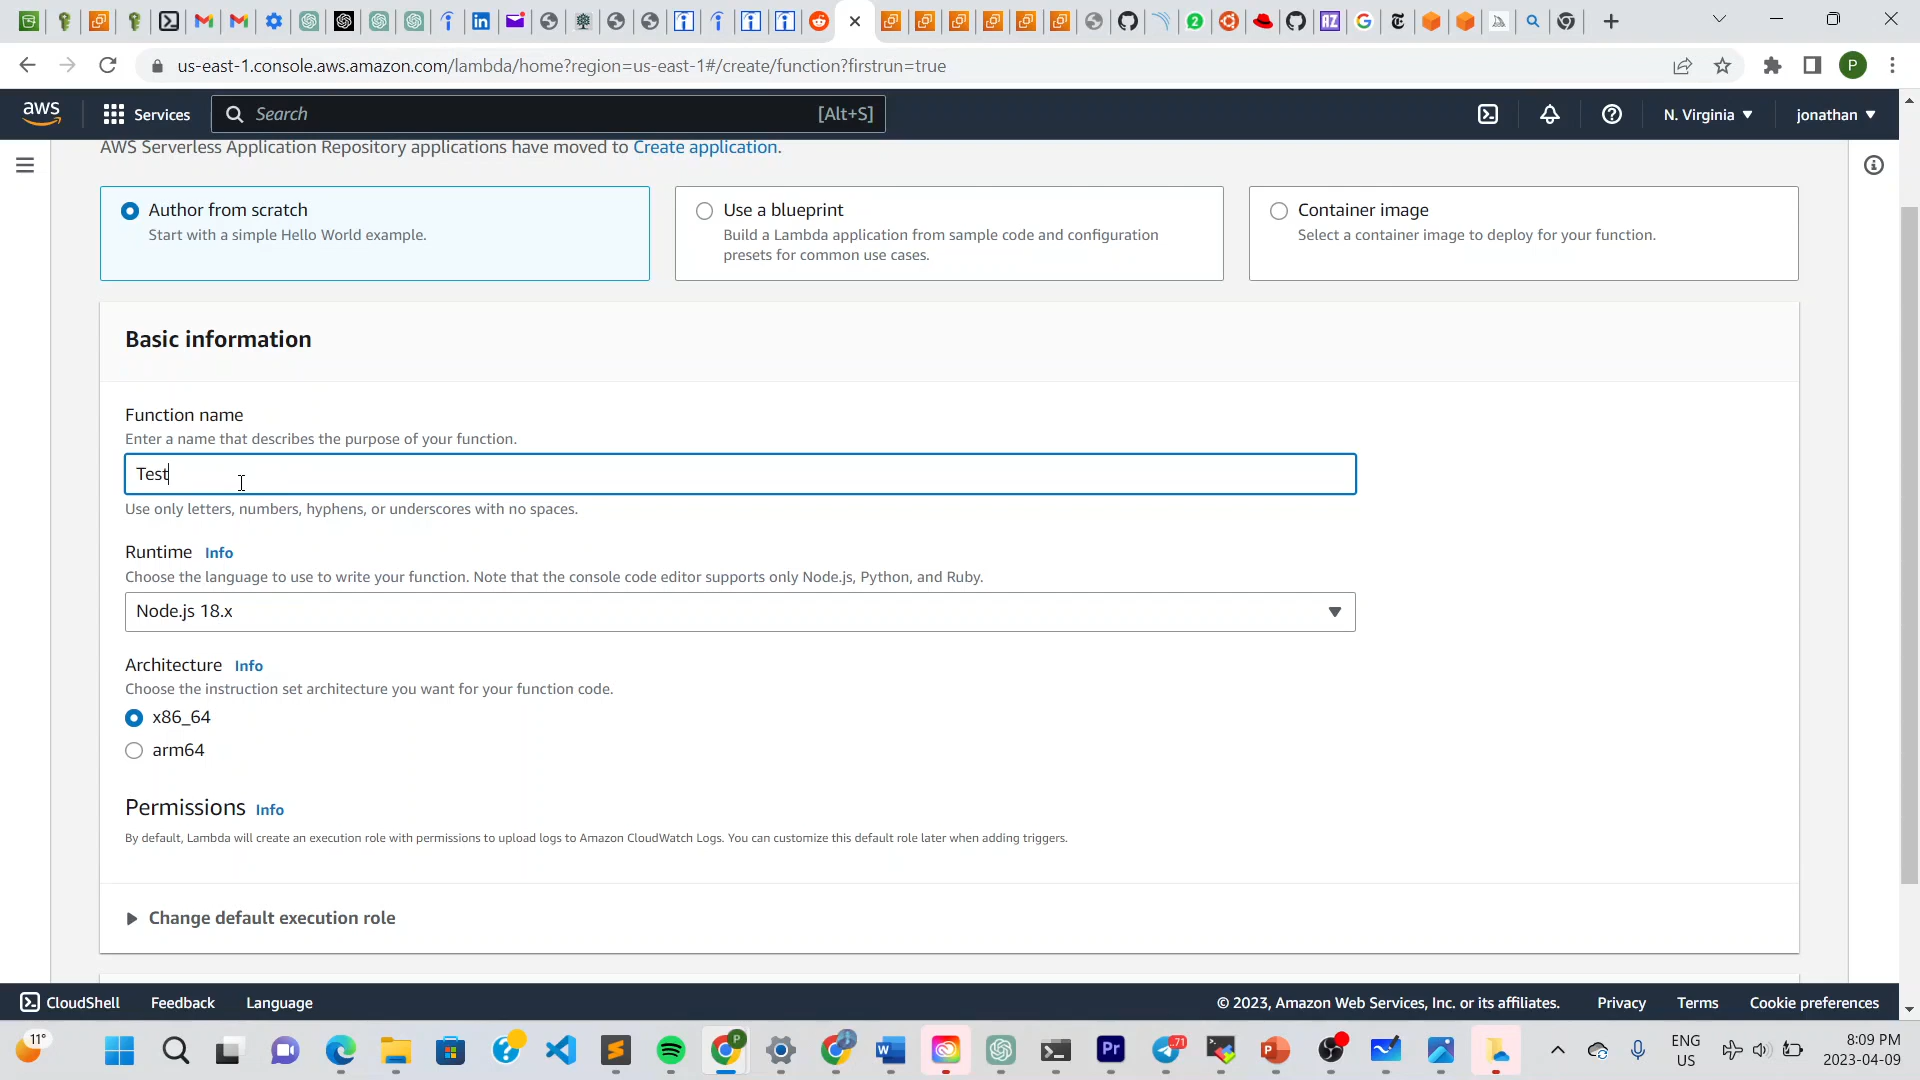 us-east-1.console.aws.amazon.com/lambda/home?region=us-east-1#/create/function?firstrun=true
P
aws
Services
Search
[Alt+S]
N. Virginia
jonathan
AWS Serverless Application Repository applications have moved to Create application.
Author from scratch
Start with a simple Hello World example.
Use a blueprint
Build a Lambda application from sample code and configuration
presets for common use cases.
Container image
Select a container image to deploy for your function.
Basic information
Function name
Enter a name that describes the purpose of your function.
Test
Use only letters, numbers, hyphens, or underscores with no spaces.
Runtime Info
Choose the language to use to write your function. Note that the console code editor supports only Node.js, Python, and Ruby.
Node.js 18.x
Architecture Info
Choose the instruction set architecture you want for your function code.
x86_64
arm64
Permissions Info
By default, Lambda will create an execution role with permissions to upload logs to Amazon CloudWatch Logs. You can customize this default role later when adding triggers.
Change default execution role
CloudShell
Feedback
Language
© 2023, Amazon Web Services, Inc. or its affiliates.
Privacy
Terms
Cookie preferences
11°
Pr
71
ENG
US
8:09 PM
2023-04-09